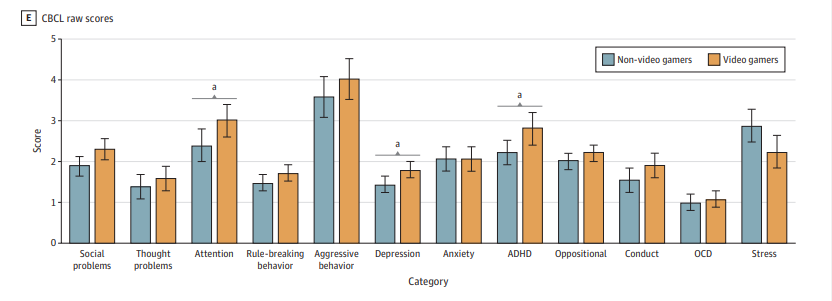 E CBCL raw scores
5
4
3
2
1
0
Score
Non-video gamers
Video gamers
a
a
a
Social problems
Thought problems
Attention
Rule-breaking behavior
Aggressive behavior
Depression
Anxiety
ADHD
Oppositional
Conduct
OCD
Stress
Category